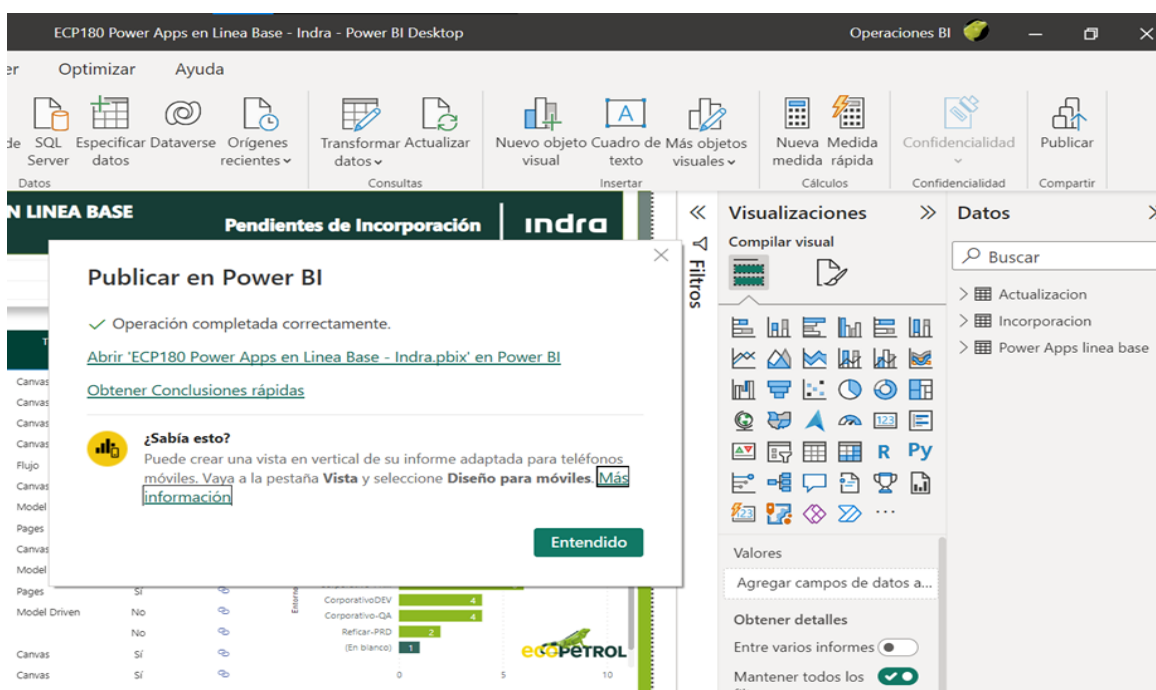 ECP180 Power Apps en Linea Base - Indra - Power BI Desktop
Operaciones BI
Optimizar
Ayuda
SQL Server
Especificar datos
Dataverse
Orígenes recientes
Datos
Transformar datos
Actualizar
Consultas
Nuevo objeto visual
Cuadro de texto
Más objetos visuales
Insertar
Nueva medida
Medida rápida
Cálculos
Confidencialidad
Confidencialidad
Publicar
Compartir
N LINEA BASE
Pendientes de Incorporación
indra
Publicar en Power BI
Operación completada correctamente.
Abrir 'ECP180 Power Apps en Linea Base - Indra.pbix' en Power BI
Obtener Conclusiones rápidas
¿Sabía esto?
Puede crear una vista en vertical de su informe adaptada para teléfonos
móviles. Vaya a la pestaña Vista y seleccione Diseño para móviles. Más
información
Entendido
Canvas
Canvas
Canvas
Canvas
Flujo
Canvas
Model
Pages
Canvas
Model
Pages Sí
Model Driven No
No
Canvas Sí
Canvas Sí
CorporativoDEV 4
Corporativo-QA 4
Reficar-PRD 2
(En blanco) 1
0 5 10
ecopetrol
Filtros
Visualizaciones
Compilar visual
R
Py
123
Valores
Agregar campos de datos a...
Obtener detalles
Entre varios informes
Mantener todos los
Datos
Buscar
Actualizacion
Incorporacion
Power Apps linea base